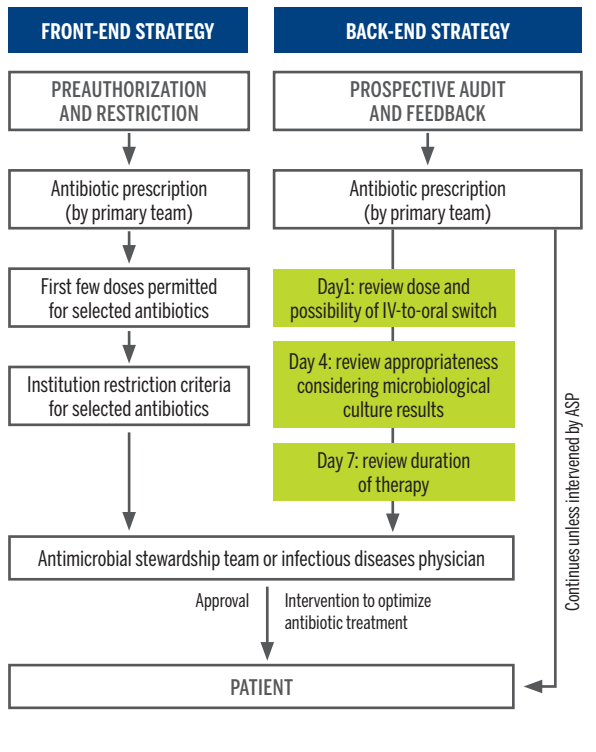 FRONT-END STRATEGY
PREAUTHORIZATION
AND RESTRICTION
Antibiotic prescription
(by primary team)
First few doses permitted
for selected antibiotics
Institution restriction criteria
for selected antibiotics
BACK-END STRATEGY
PROSPECTIVE AUDIT
AND FEEDBACK
Antibiotic prescription
(by primary team)
Day1: review dose and
possibility of IV-to-oral switch
Day 4: review appropriateness
considering microbiological
culture results
Day 7: review duration
of therapy
Continues unless intervened by ASP
Antimicrobial stewardship team or infectious diseases physician
Approval
Intervention to optimize
antibiotic treatment
PATIENT